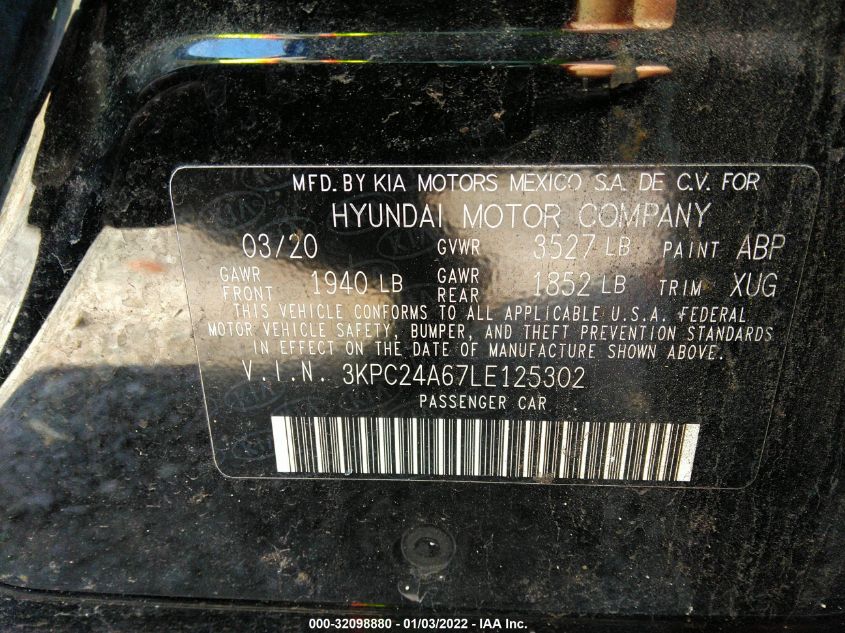 MFD. BY KIA MOTORS MEXICO S.A. DE C.V. FOR
HYUNDAI MOTOR COMPANY
03/20 GVWR 3527 LB PAINT ABP
GAWR FRONT 1940 LB GAWR REAR 1852 LB TRIM XUG
THIS VEHICLE CONFORMS TO ALL APPLICABLE U.S.A. FEDERAL
MOTOR VEHICLE SAFETY, BUMPER, AND THEFT PREVENTION STANDARDS
IN EFFECT ON THE DATE OF MANUFACTURE SHOWN ABOVE.
V.I.N. 3KPC24A67LE125302
PASSENGER CAR
000-32098880 - 01/03/2022 - IAA Inc.